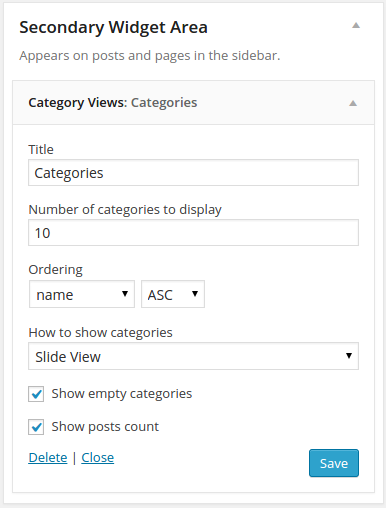 Secondary Widget Area
Appears on posts and pages in the sidebar.
Category Views: Categories
Title
Categories
Number of categories to display
10
Ordering
name ASC
How to show categories
Slide View
Show empty categories
Show posts count
Delete | Close Save